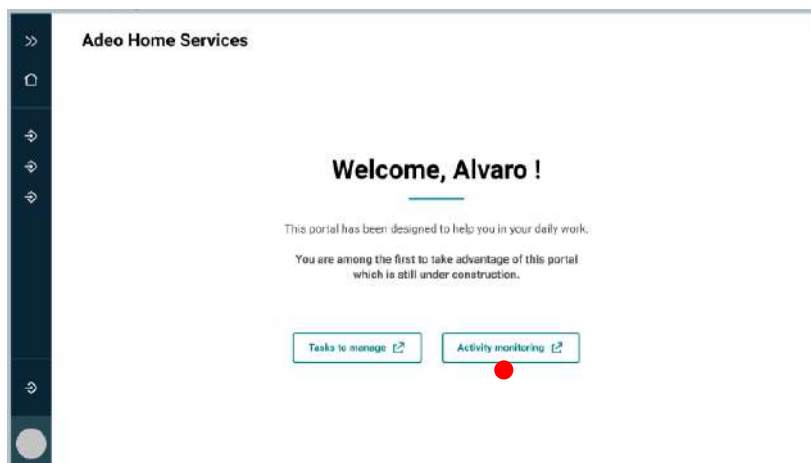 Adeo Home Services
Welcome, Alvaro !
This portal has been designed to help you in your daily work.
You are among the first to take advantage of this portal
which is still under construction.
Tasks to manage
Activity monitoring